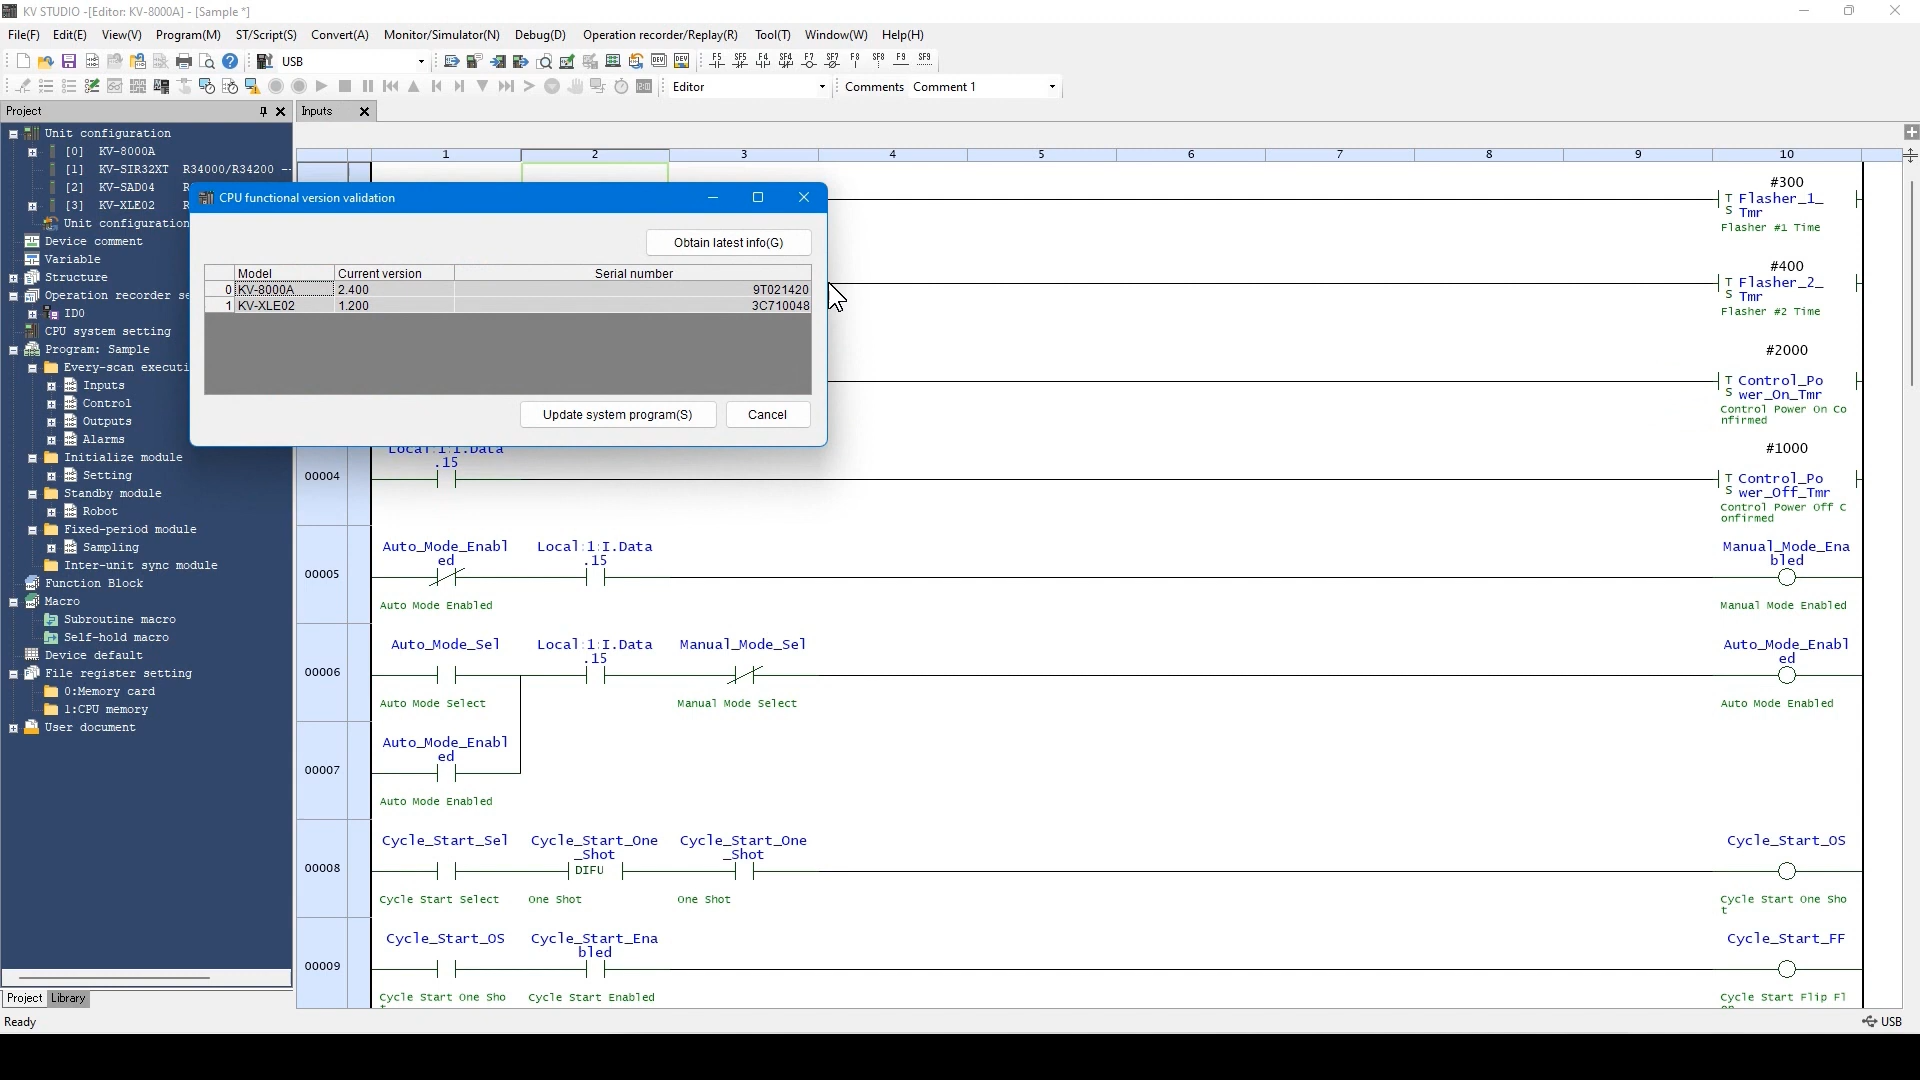 KV STUDIO -[Editor: KV-8000A] - [Sample *]
File(F) Edit(E) View(V) Program(M) ST/Script(S) Convert(A) Monitor/Simulator(N) Debug(D) Operation recorder/Replay(R) Tool(T) Window(W) Help(H)
USB
F5 SF5 F4 SF4 F7 SF7 F8 SF8 F9 SF9
Editor Comments Comment 1
Project
Inputs
Unit configuration
[0] KV-8000A
[1] KV-SIR32XT R34000/R34200 --
[2] KV-SAD04
[3] KV-XLE02
Unit configuration
Device comment
Variable
Structure
Operation recorder se
ID0
CPU system setting
Program: Sample
Every-scan executi
Inputs
Control
Outputs
Alarms
Initialize module
Setting
Standby module
Robot
Fixed-period module
Sampling
Inter-unit sync module
Function Block
Macro
Subroutine macro
Self-hold macro
Device default
File register setting
0:Memory card
1:CPU memory
User document
Project Library
CPU functional version validation
Obtain latest info(G)
Model Current version Serial number
0 KV-8000A 2.400 9T021420
1 KV-XLE02 1.200 3C710048
Update system program(S) Cancel
1 2 3 4 5 6 7 8 9 10
#300
T Flasher_1_
S Tmr
Flasher #1 Time
#400
T Flasher_2_
S Tmr
Flasher #2 Time
#2000
T Control_Po
S wer_On_Tmr
Control Power On Co
nfirmed
Local:1:I.Data
.15
#1000
00004
T Control_Po
S wer_Off_Tmr
Control Power Off C
onfirmed
Auto_Mode_Enabl Local:1:I.Data Manual_Mode_Ena
ed .15 bled
00005
Auto Mode Enabled Manual Mode Enabled
Auto_Mode_Sel Local:1:I.Data Manual_Mode_Sel Auto_Mode_Enabl
.15 ed
00006
Auto Mode Select Manual Mode Select Auto Mode Enabled
Auto_Mode_Enabl
ed
00007
Auto Mode Enabled
Cycle_Start_Sel Cycle_Start_One Cycle_Start_One Cycle_Start_OS
_Shot _Shot
00008 DIFU
Cycle Start Select One Shot One Shot Cycle Start One Sho
t
Cycle_Start_OS Cycle_Start_Ena Cycle_Start_FF
bled
00009
Cycle Start One Sho Cycle Start Enabled Cycle Start Flip Fl
Ready USB